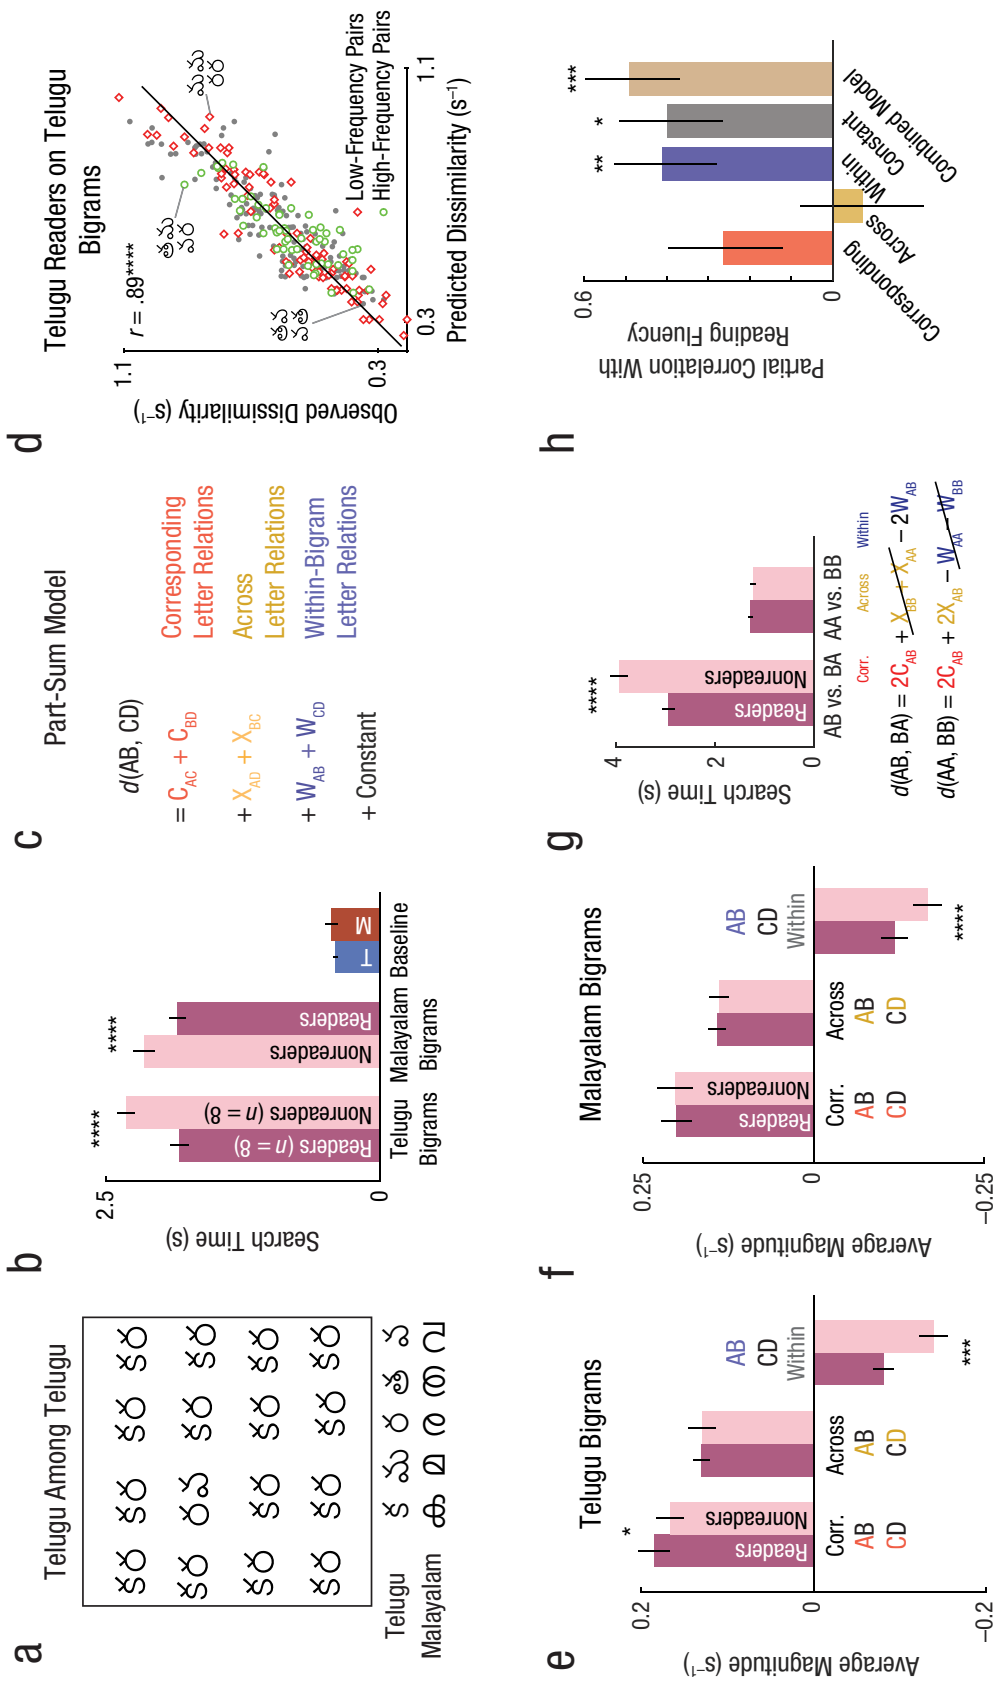 a
Telugu Among Telugu
Telugu
Malayalam
b
Search Time (s)
2.5
0
****
****
Readers (n = 8)
Nonreaders (n = 8)
Nonreaders
Readers
T
M
Telugu Bigrams
Malayalam Bigrams
Baseline
c
Part-Sum Model
d(AB, CD)
= C_AC + C_BD
Corresponding
Letter Relations
+ X_AD + X_BC
Across
Letter Relations
+ W_AB + W_CD
Within-Bigram
Letter Relations
+ Constant
d
Telugu Readers on Telugu
Bigrams
r = .89****
Observed Dissimilarity (s⁻¹)
1.1
0.3
Low-Frequency Pairs
High-Frequency Pairs
0.3
1.1
Predicted Dissimilarity (s⁻¹)
e
Telugu Bigrams
Average Magnitude (s⁻¹)
0.2
0
–0.2
*
Readers
Nonreaders
Corr.
AB
CD
Across
AB
CD
AB
CD
Within
***
f
Malayalam Bigrams
Average Magnitude (s⁻¹)
0.25
0
–0.25
Readers
Nonreaders
Corr.
AB
CD
Across
AB
CD
AB
CD
Within
****
g
Search Time (s)
4
2
0
****
Readers
Nonreaders
AB vs. BA
AA vs. BB
Corr.
Across
Within
d(AB, BA) = 2C_AB + X_BB + X_AA – 2W_AB
d(AA, BB) = 2C_AB + 2X_AB – W_AA – W_BB
h
Partial Correlation With
Reading Fluency
0.6
0
**
*
***
Corresponding
Across
Within
Constant
Combined Model